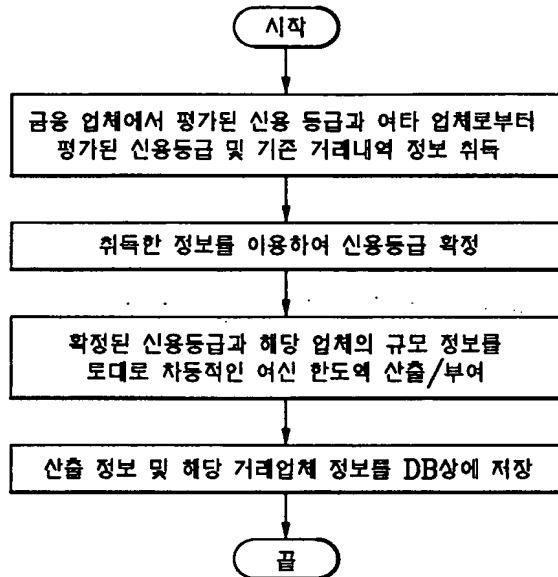 시작
금융 업체에서 평가된 신용 등급과 여타 업체로부터
평가된 신용등급 및 기존 거래내역 정보 취득
취득한 정보를 이용하여 신용등급 확정
확정된 신용등급과 해당 업체의 규모 정보를
토대로 차등적인 여신 한도액 산출/부여
산출 정보 및 해당 거래업체 정보를 DB상에 저장
끝